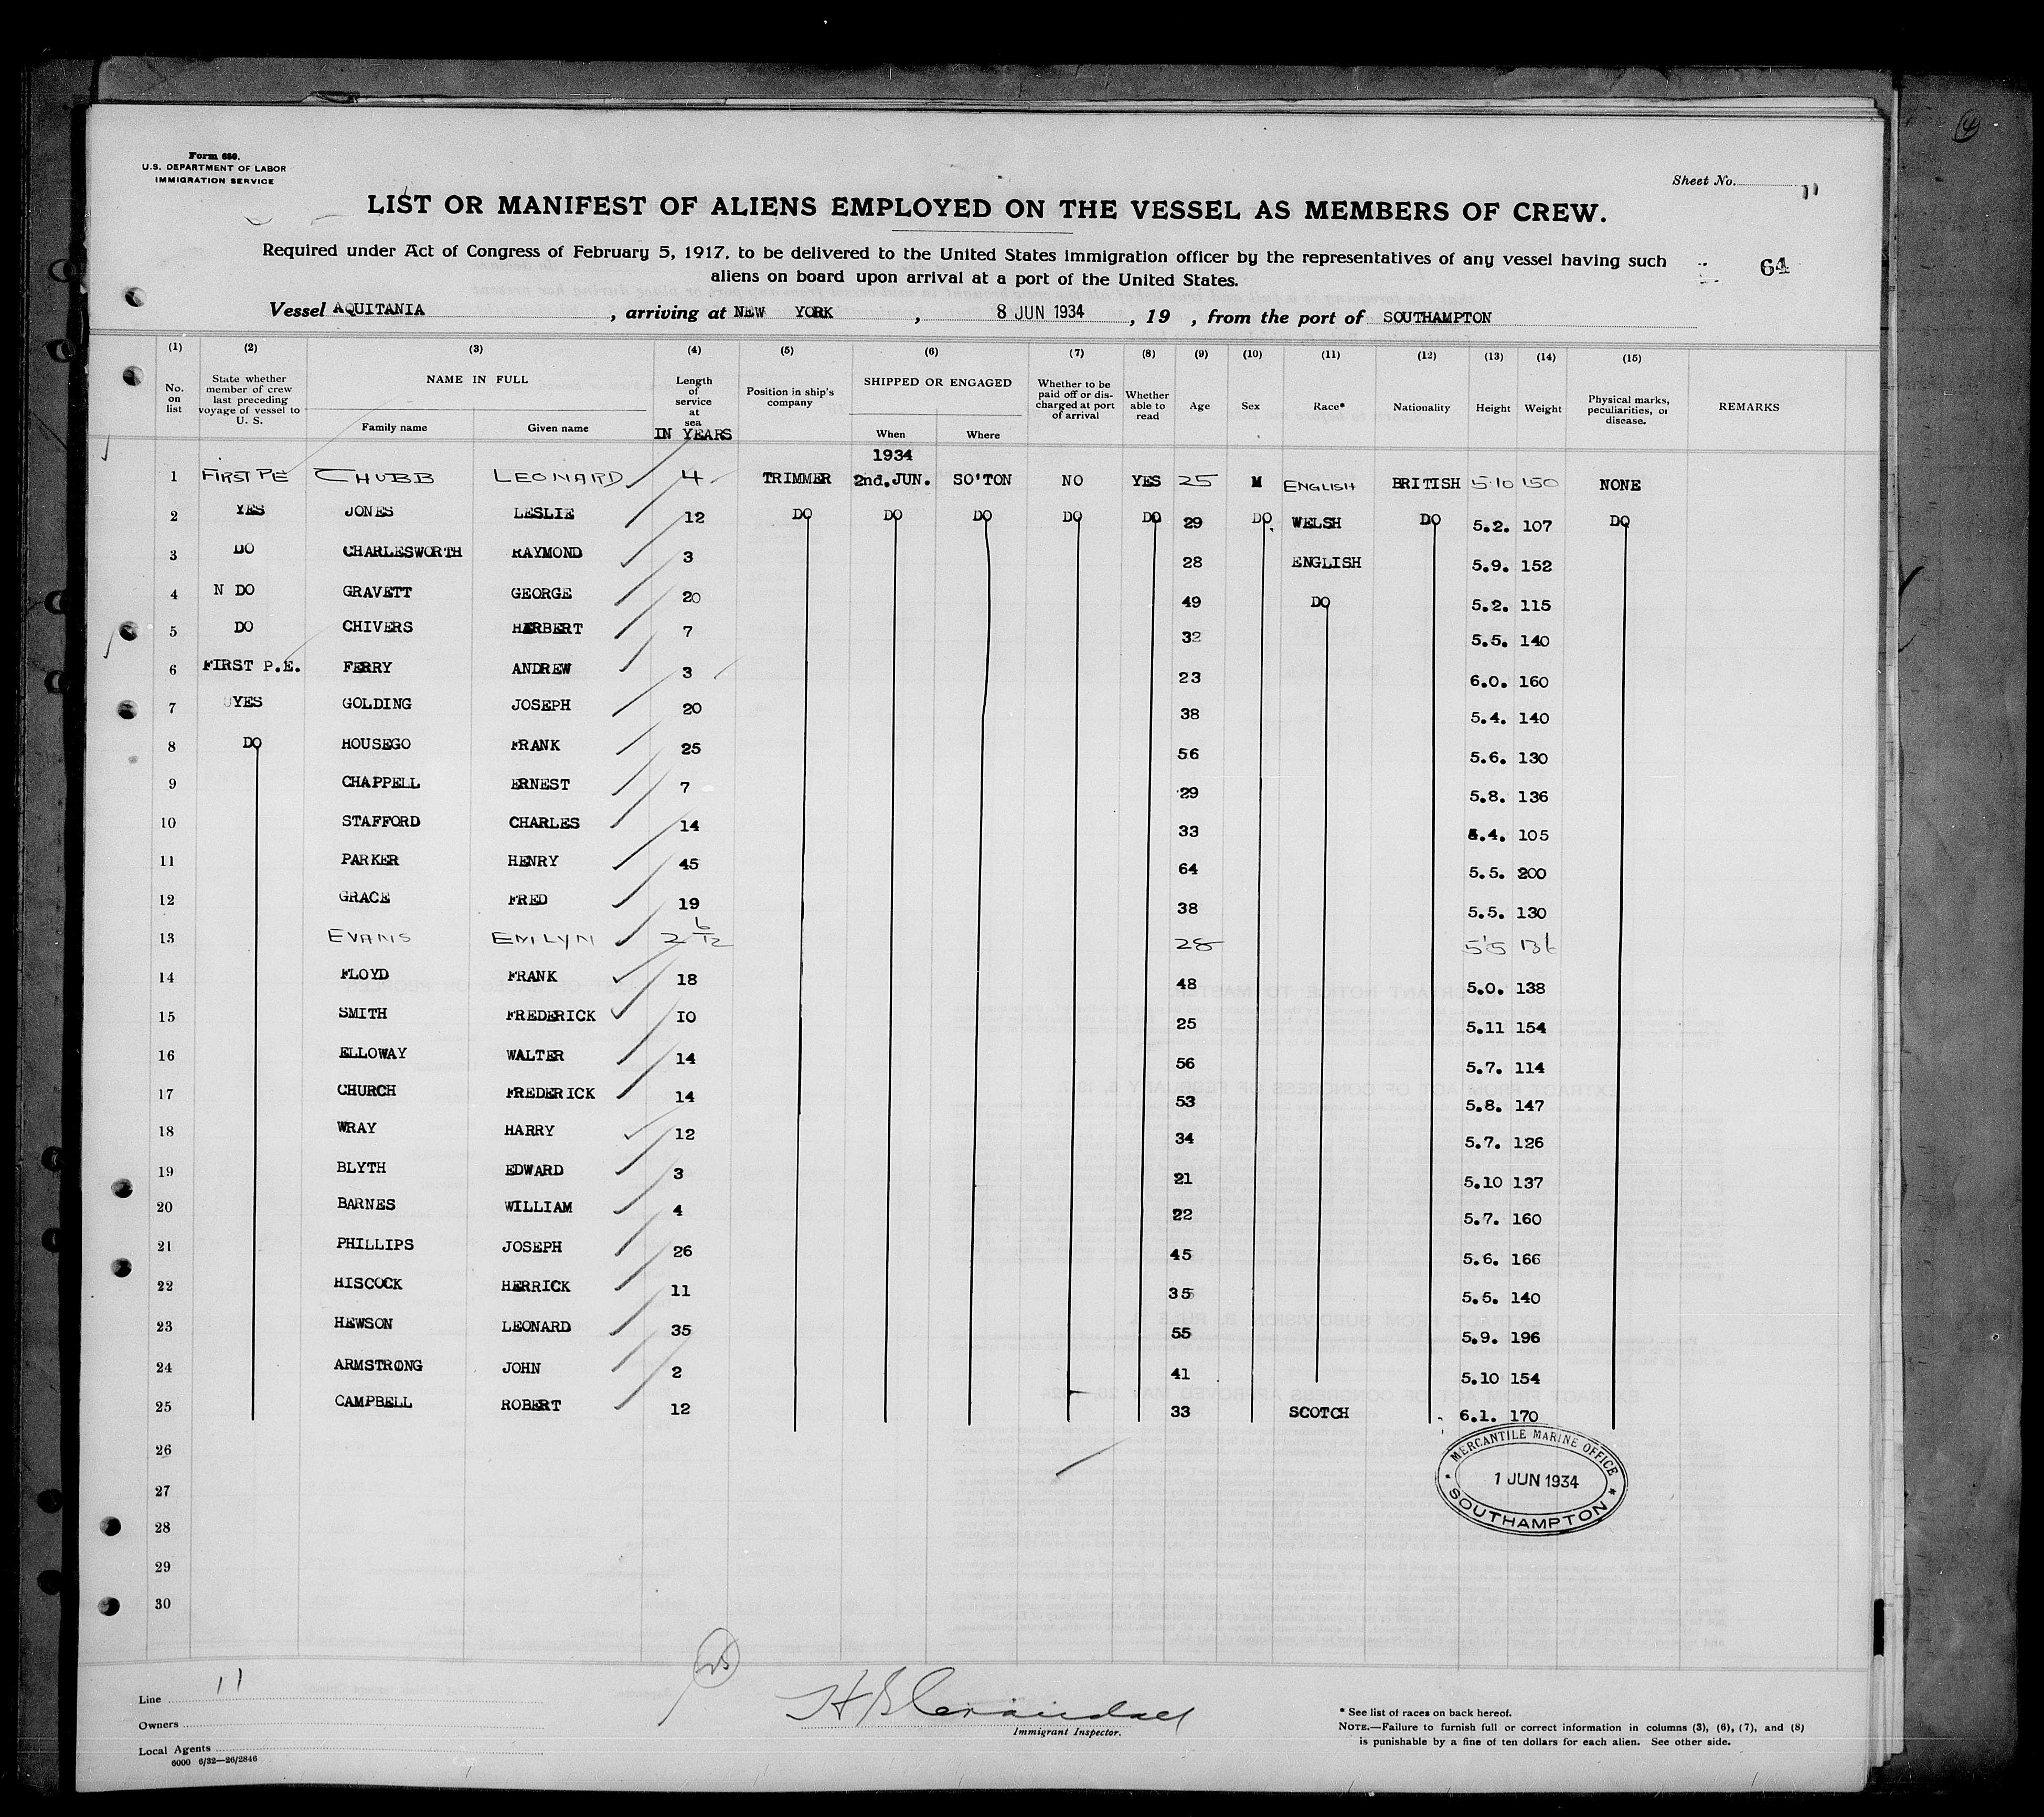 Form 680.
U.S. DEPARTMENT OF LABOR
IMMIGRATION SERVICE
Sheet No. 11
LIST OR MANIFEST OF ALIENS EMPLOYED ON THE VESSEL AS MEMBERS OF CREW.
Required under Act of Congress of February 5, 1917, to be delivered to the United States immigration officer by the representatives of any vessel having such
aliens on board upon arrival at a port of the United States.
64
Vessel AQUITANIA, arriving at NEW YORK, 8 JUN 1934, 19 , from the port of SOUTHAMPTON
(1) (2) (3) (4) (5) (6) (7) (8) (9) (10) (11) (12) (13) (14) (15)
No. on list
State whether member of crew last preceding voyage of vessel to U. S.
NAME IN FULL
Family name
Given name
Length of service at sea
IN YEARS
Position in ship's company
SHIPPED OR ENGAGED
When
Where
Whether to be paid off or discharged at port of arrival
Whether able to read
Age
Sex
Race*
Nationality
Height
Weight
Physical marks, peculiarities, or disease.
REMARKS
1934
1 FIRST PE CHUBB LEONARD 4 TRIMMER 2nd.JUN. SO'TON NO YES 25 M ENGLISH BRITISH 5.10 150 NONE
2 YES JONES LESLIE 12 DO DO DO DO DO 29 DO. WELSH DO 5.2. 107 DO
3 DO CHARLESWORTH RAYMOND 3 28 ENGLISH 5.9. 152
4 N DO GRAVETT GEORGE 20 49 DO 5.2. 115
5 DO CHIVERS HERBERT 7 32 5.5. 140
6 FIRST P.E. FERRY ANDREW 3 23 6.0. 160
7 YES GOLDING JOSEPH 20 38 5.4. 140
8 DO HOUSEGO FRANK 25 56 5.6. 130
9 CHAPPELL ERNEST 7 29 5.8. 136
10 STAFFORD CHARLES 14 33 5.4. 105
11 PARKER HENRY 45 64 5.5. 200
12 GRACE FRED 19 38 5.5. 130
13 EVANS EMLYN 2 6/12 28 5'5 136
14 FLOYD FRANK 18 48 5.0. 138
15 SMITH FREDERICK IO 25 5.11 154
16 ELLOWAY WALTER 14 56 5.7. 114
17 CHURCH FREDERICK 14 53 5.8. 147
18 WRAY HARRY 12 34 5.7. 126
19 BLYTH EDWARD 3 21 5.10 137
20 BARNES WILLIAM 4 22 5.7. 160
21 PHILLIPS JOSEPH 26 45 5.6. 166
22 HISCOCK HERRICK 11 35 5.5. 140
23 HEWSON LEONARD 35 55 5.9. 196
24 ARMSTRONG JOHN 2 41 5.10 154
25 CAMPBELL ROBERT 12 33 SCOTCH 6.1. 170
26
27
28
29
30
MERCANTILE MARINE OFFICE
1 JUN 1934
SOUTHAMPTON
25
Line 11
Owners
Local Agents
6000 6/32—26/2846
Immigrant Inspector.
* See list of races on back hereof.
NOTE.—Failure to furnish full or correct information in columns (3), (6), (7), and (8)
is punishable by a fine of ten dollars for each alien. See other side.